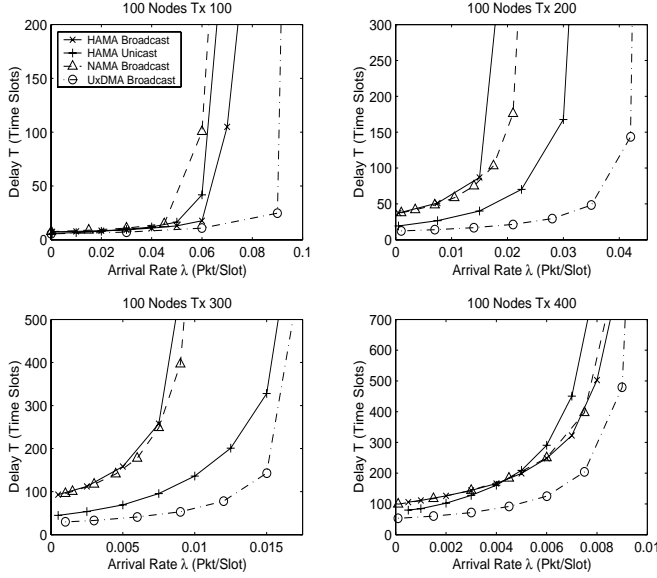 100 Nodes Tx 100
200
150
100
50
0
0 0.02 0.04 0.06 0.08 0.1
Delay T (Time Slots)
Arrival Rate λ (Pkt/Slot)
HAMA Broadcast
HAMA Unicast
NAMA Broadcast
UxDMA Broadcast
100 Nodes Tx 200
300
250
200
150
100
50
0
0 0.01 0.02 0.03 0.04
Delay T (Time Slots)
Arrival Rate λ (Pkt/Slot)
100 Nodes Tx 300
500
400
300
200
100
0
0 0.005 0.01 0.015
Delay T (Time Slots)
Arrival Rate λ (Pkt/Slot)
100 Nodes Tx 400
700
600
500
400
300
200
100
0
0 0.002 0.004 0.006 0.008 0.01
Delay T (Time Slots)
Arrival Rate λ (Pkt/Slot)